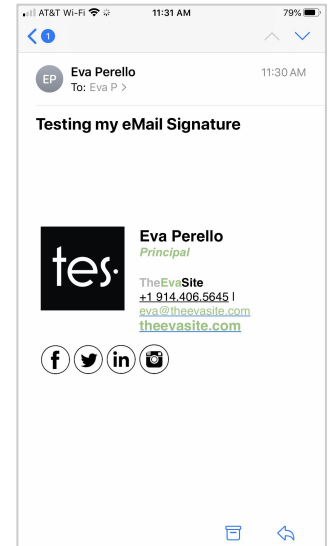 AT&T Wi-Fi 11:31 AM 79%
1
EP Eva Perello 11:30 AM
To: Eva P >
Testing my eMail Signature
tes.
Eva Perello
Principal
TheEvaSite
+1 914.406.5645 |
eva@theevasite.com
theevasite.com
f in